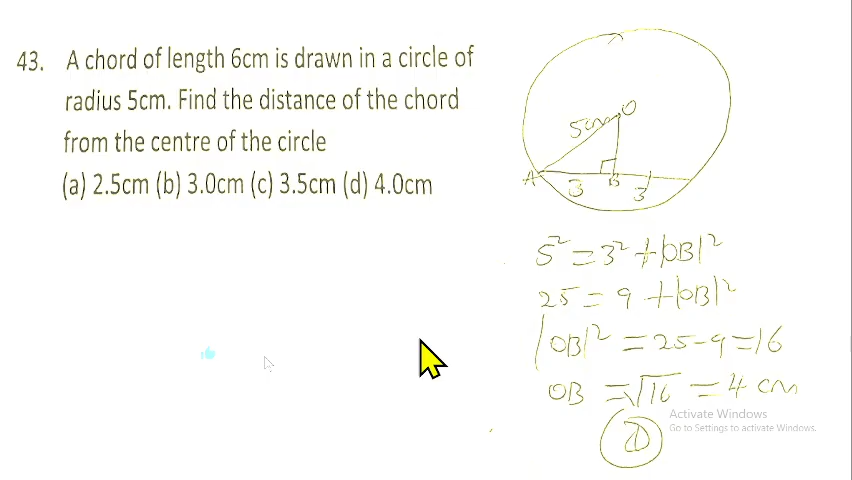 43. A chord of length 6cm is drawn in a circle of
radius 5cm. Find the distance of the chord
from the centre of the circle
(a) 2.5cm (b) 3.0cm (c) 3.5cm (d) 4.0cm
O
5cm
A
B
3
3
5² = 3² + |OB|²
25 = 9 + |OB|²
|OB|² = 25 - 9 = 16
OB = √16 = 4 cm
D
Activate Windows
Go to Settings to activate Windows.